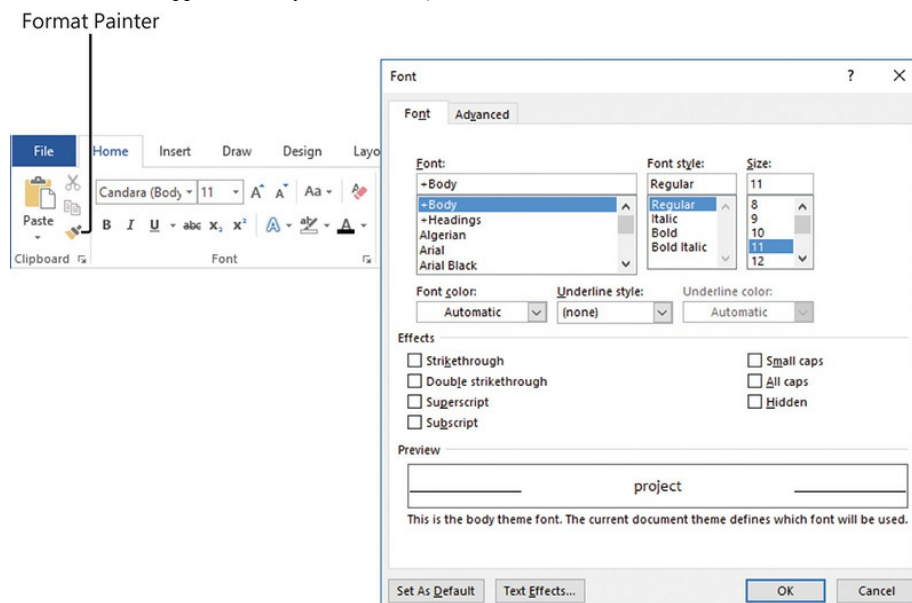 Format Painter
File Home Insert Draw Design Layo
Candara (Body 11 A A Aa
Paste
B I U abc x₂ x² A aby A
Clipboard Font
Font ? X
Font Advanced
Font: Font style: Size:
+Body Regular 11
+Body Regular 8
+Headings Italic 9
Algerian Bold 10
Arial Bold Italic 11
Arial Black 12
Font color: Underline style: Underline color:
Automatic (none) Automatic
Effects
Strikethrough Small caps
Double strikethrough All caps
Superscript Hidden
Subscript
Preview
project
This is the body theme font. The current document theme defines which font will be used.
Set As Default Text Effects... OK Cancel